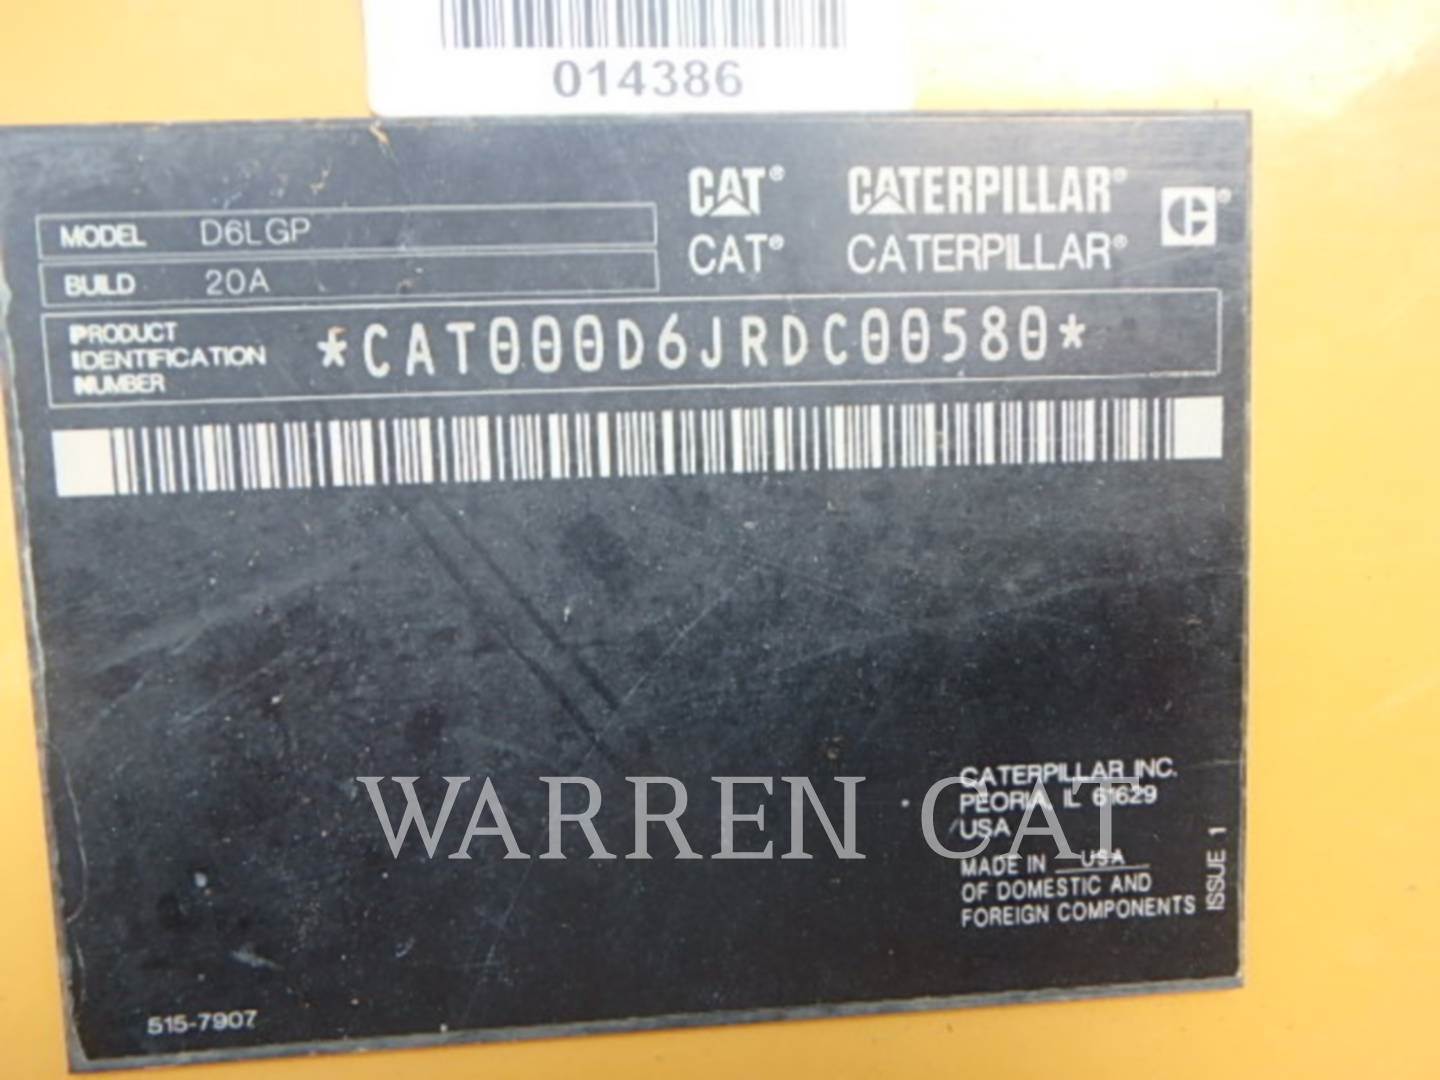 014386
CAT® CATERPILLAR®
CAT® CATERPILLAR®
MODEL D6LGP
BUILD 20A
PRODUCT
IDENTIFICATION
NUMBER
*CAT000D6JRDC00580*
WARREN CAT
CATERPILLAR INC.
PEORIA, IL 61629
USA
MADE IN USA
OF DOMESTIC AND
FOREIGN COMPONENTS
ISSUE 1
515-7907